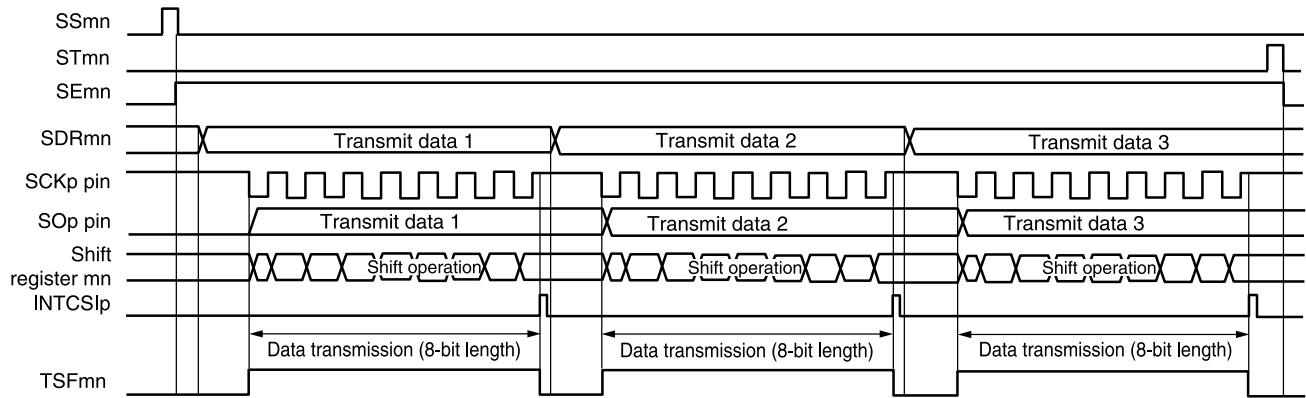 SSmn
STmn
SEmn
SDRmn Transmit data 1 Transmit data 2 Transmit data 3
SCKp pin
SOp pin Transmit data 1 Transmit data 2 Transmit data 3
Shift
register mn Shift operation Shift operation Shift operation
INTCSIp
Data transmission (8-bit length) Data transmission (8-bit length) Data transmission (8-bit length)
TSFmn